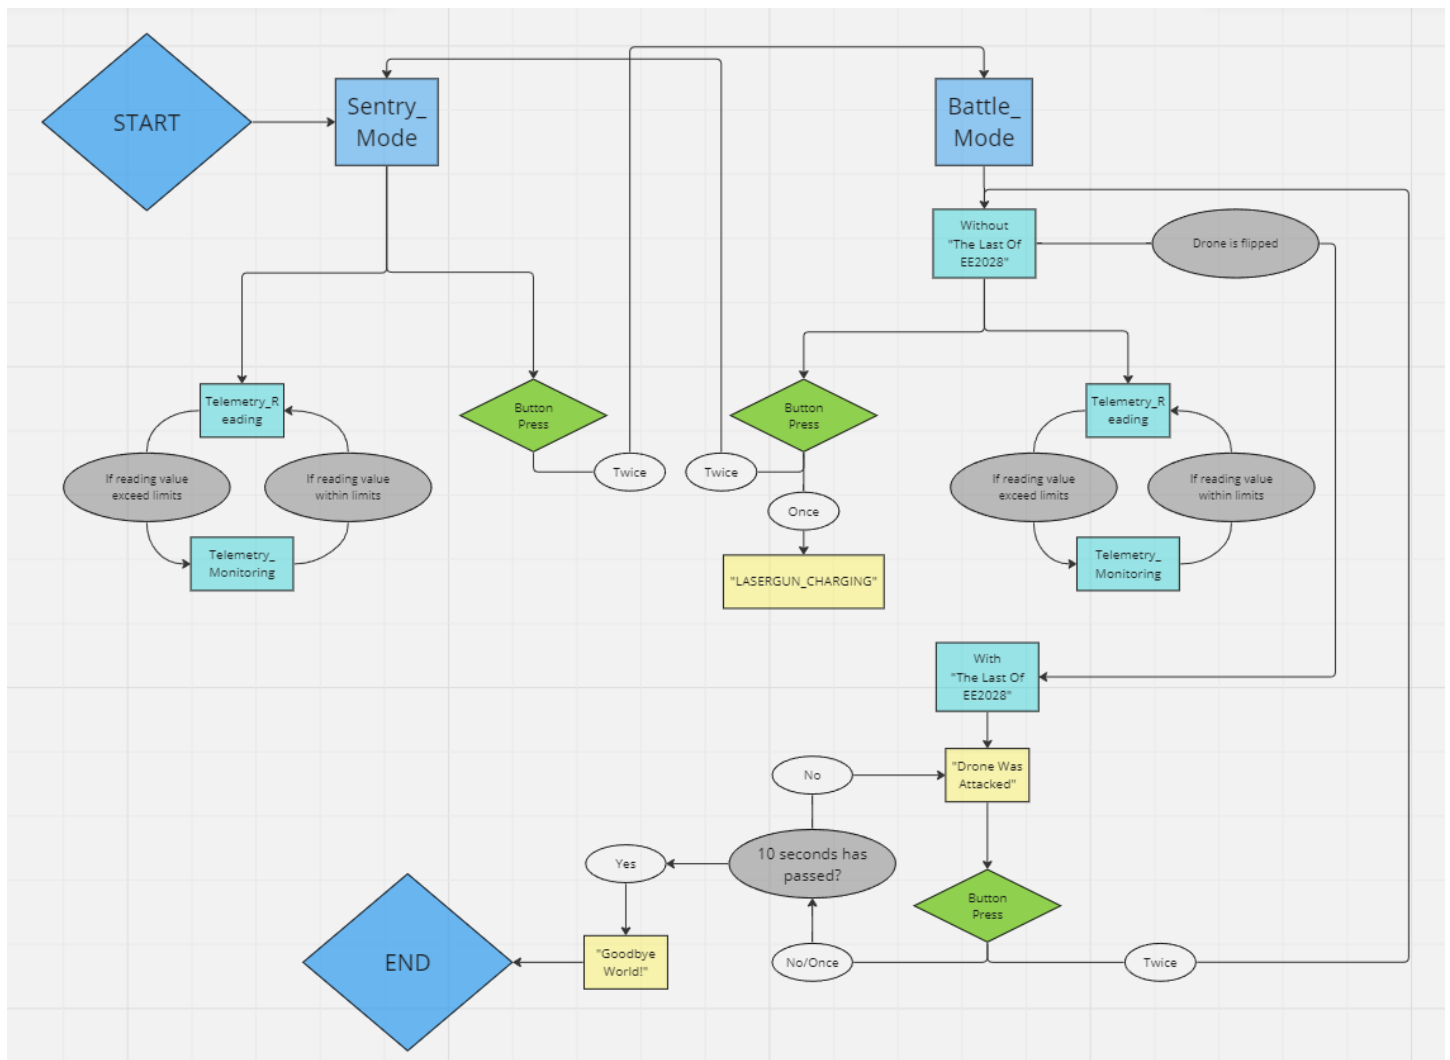 START
Sentry_
Mode
Battle_
Mode
Without
"The Last Of
EE2028"
Drone is flipped
Telemetry_R
eading
Button
Press
Button
Press
Telemetry_R
eading
If reading value
exceed limits
If reading value
within limits
Twice
Twice
If reading value
exceed limits
If reading value
within limits
Once
Telemetry_
Monitoring
"LASERGUN_CHARGING"
Telemetry_
Monitoring
With
"The Last Of
EE2028"
No
"Drone Was
Attacked"
Yes
10 seconds has
passed?
Button
Press
END
"Goodbye
World!"
No/Once
Twice